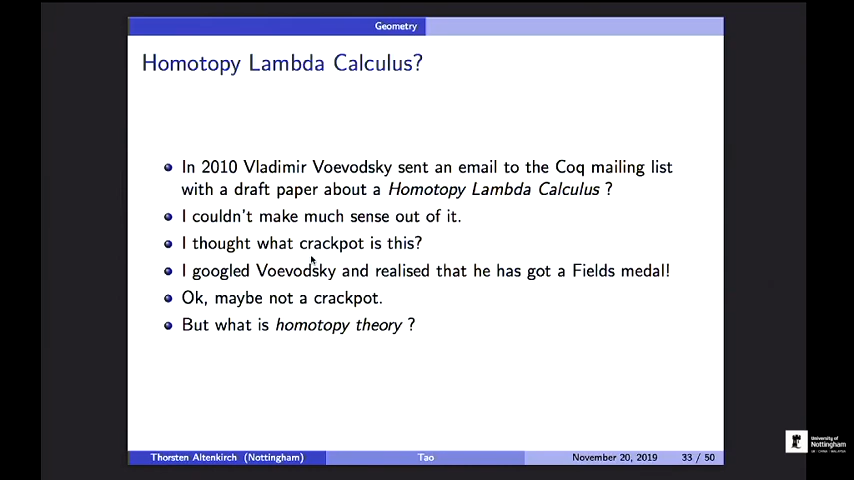 Geometry
Homotopy Lambda Calculus?
In 2010 Vladimir Voevodsky sent an email to the Coq mailing list
with a draft paper about a Homotopy Lambda Calculus ?
I couldn't make much sense out of it.
I thought what crackpot is this?
I googled Voevodsky and realised that he has got a Fields medal!
Ok, maybe not a crackpot.
But what is homotopy theory ?
Thorsten Altenkirch (Nottingham) Tao November 20, 2019 33 / 50
University of
Nottingham